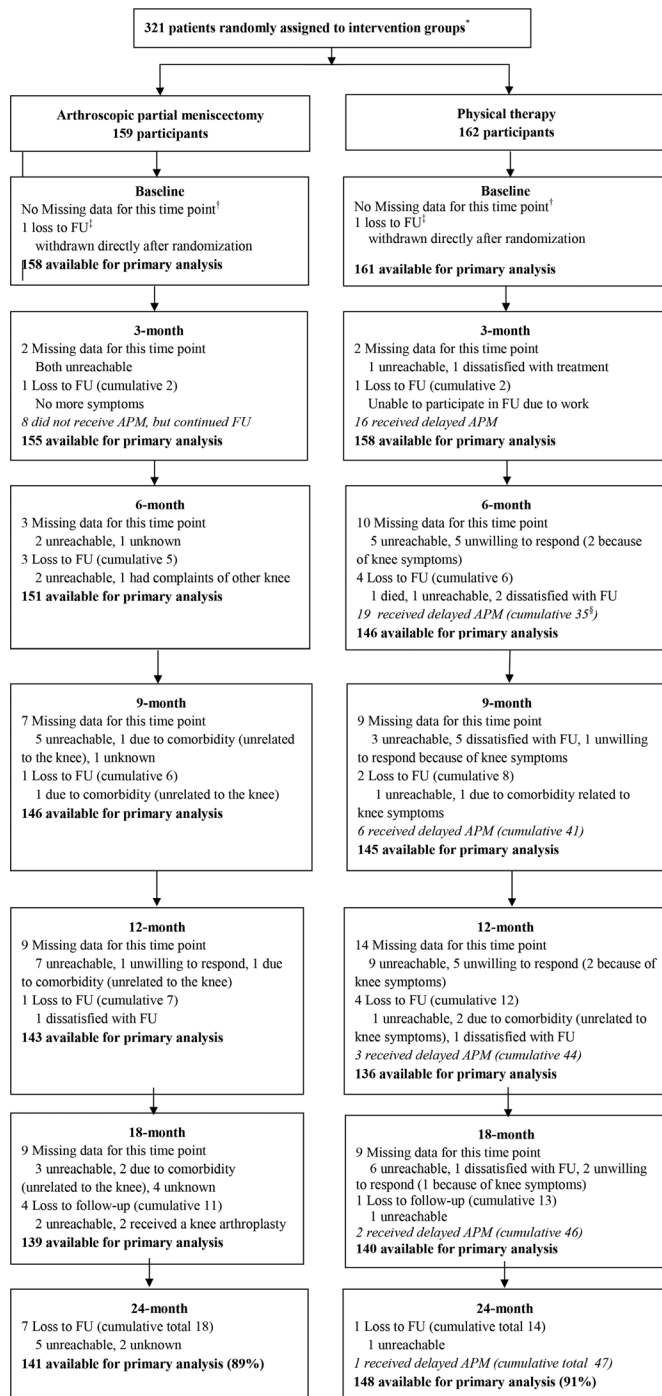 321 patients randomly assigned to intervention groups*
Arthroscopic partial meniscectomy
159 participants
Physical therapy
162 participants
Baseline
No Missing data for this time point†
1 loss to FU‡
withdrawn directly after randomization
158 available for primary analysis
Baseline
No Missing data for this time point†
1 loss to FU‡
withdrawn directly after randomization
161 available for primary analysis
3-month
2 Missing data for this time point
Both unreachable
1 Loss to FU (cumulative 2)
No more symptoms
8 did not receive APM, but continued FU
155 available for primary analysis
3-month
2 Missing data for this time point
1 unreachable, 1 dissatisfied with treatment
1 Loss to FU (cumulative 2)
Unable to participate in FU due to work
16 received delayed APM
158 available for primary analysis
6-month
3 Missing data for this time point
2 unreachable, 1 unknown
3 Loss to FU (cumulative 5)
2 unreachable, 1 had complaints of other knee
151 available for primary analysis
6-month
10 Missing data for this time point
5 unreachable, 5 unwilling to respond (2 because
of knee symptoms)
4 Loss to FU (cumulative 6)
1 died, 1 unreachable, 2 dissatisfied with FU
19 received delayed APM (cumulative 35§)
146 available for primary analysis
9-month
7 Missing data for this time point
5 unreachable, 1 due to comorbidity (unrelated
to the knee), 1 unknown
1 Loss to FU (cumulative 6)
1 due to comorbidity (unrelated to the knee)
146 available for primary analysis
9-month
9 Missing data for this time point
3 unreachable, 5 dissatisfied with FU, 1 unwilling
to respond because of knee symptoms
2 Loss to FU (cumulative 8)
1 unreachable, 1 due to comorbidity related to
knee symptoms
6 received delayed APM (cumulative 41)
145 available for primary analysis
12-month
9 Missing data for this time point
7 unreachable, 1 unwilling to respond, 1 due
to comorbidity (unrelated to the knee)
1 Loss to FU (cumulative 7)
1 dissatisfied with FU
143 available for primary analysis
12-month
14 Missing data for this time point
9 unreachable, 5 unwilling to respond (2 because of
knee symptoms)
4 Loss to FU (cumulative 12)
1 unreachable, 2 due to comorbidity (unrelated to
knee symptoms), 1 dissatisfied with FU
3 received delayed APM (cumulative 44)
136 available for primary analysis
18-month
9 Missing data for this time point
3 unreachable, 2 due to comorbidity
(unrelated to the knee), 4 unknown
4 Loss to follow-up (cumulative 11)
2 unreachable, 2 received a knee arthroplasty
139 available for primary analysis
18-month
9 Missing data for this time point
6 unreachable, 1 dissatisfied with FU, 2 unwilling
to respond (1 because of knee symptoms)
1 Loss to follow-up (cumulative 13)
1 unreachable
2 received delayed APM (cumulative 46)
140 available for primary analysis
24-month
7 Loss to FU (cumulative total 18)
5 unreachable, 2 unknown
141 available for primary analysis (89%)
24-month
1 Loss to FU (cumulative total 14)
1 unreachable
1 received delayed APM (cumulative total 47)
148 available for primary analysis (91%)